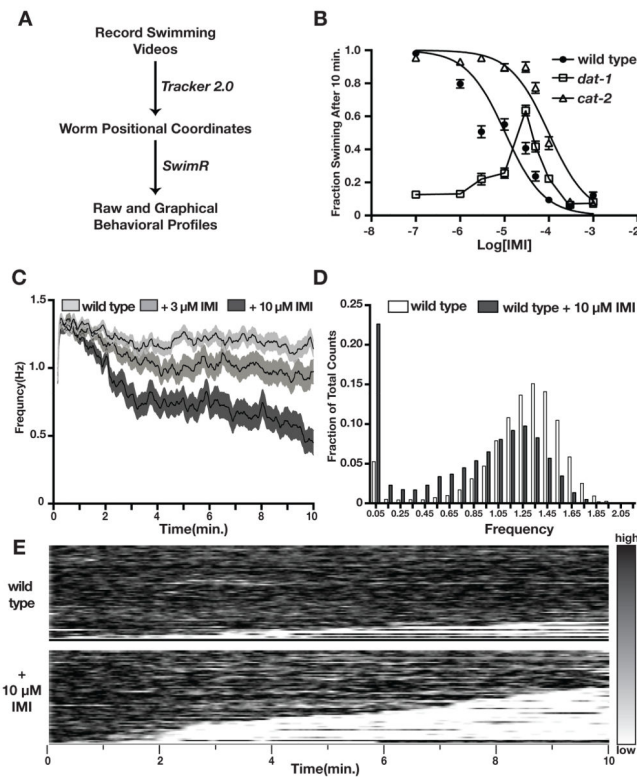 A
Record Swimming
Videos
Tracker 2.0
Worm Positional Coordinates
SwimR
Raw and Graphical
Behavioral Profiles
B
Fraction Swiming After 10 min.
1.0
0.8
0.6
0.4
0.2
0
-8 -7 -6 -5 -4 -3 -2
Log[IMI]
wild type
dat-1
cat-2
C
wild type + 3 µM IMI + 10 µM IMI
Frequncy(Hz)
1.5
1.0
0.5
0
0 2 4 6 8 10
Time(min.)
D
wild type wild type + 10 µM IMI
Fraction of Total Counts
0.25
0.20
0.15
0.10
0.05
0
0.05 0.25 0.45 0.65 0.85 1.05 1.25 1.45 1.65 1.85 2.05
Frequency
E
wild
type
+
10 µM
IMI
high
low
0 2 4 6 8 10
Time(min.)